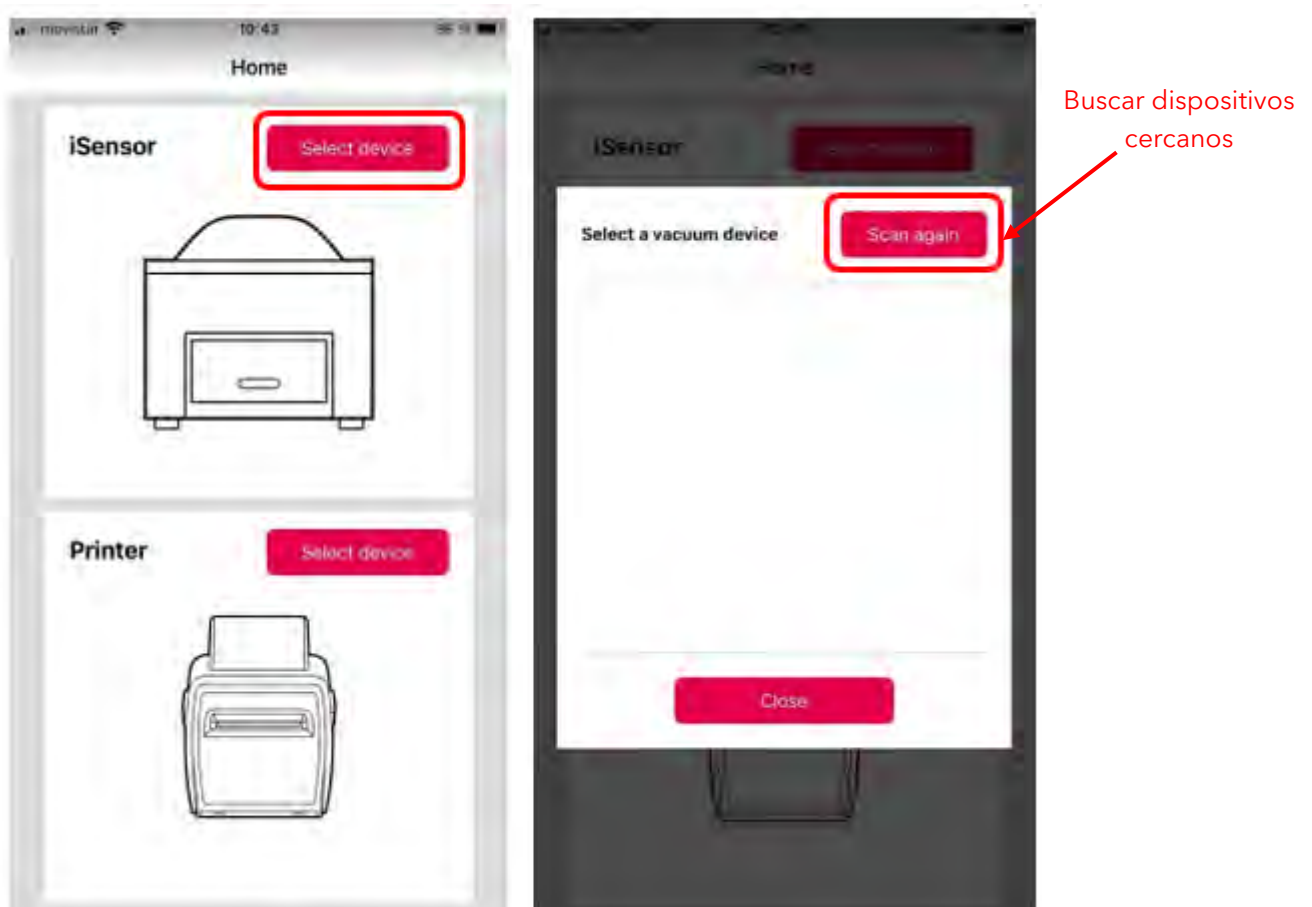 movistar 10:43
Home
iSensor
Select device
Printer
Select device
Home
iSensor
Select a vacuum device
Scan again
Close
Buscar dispositivos
cercanos